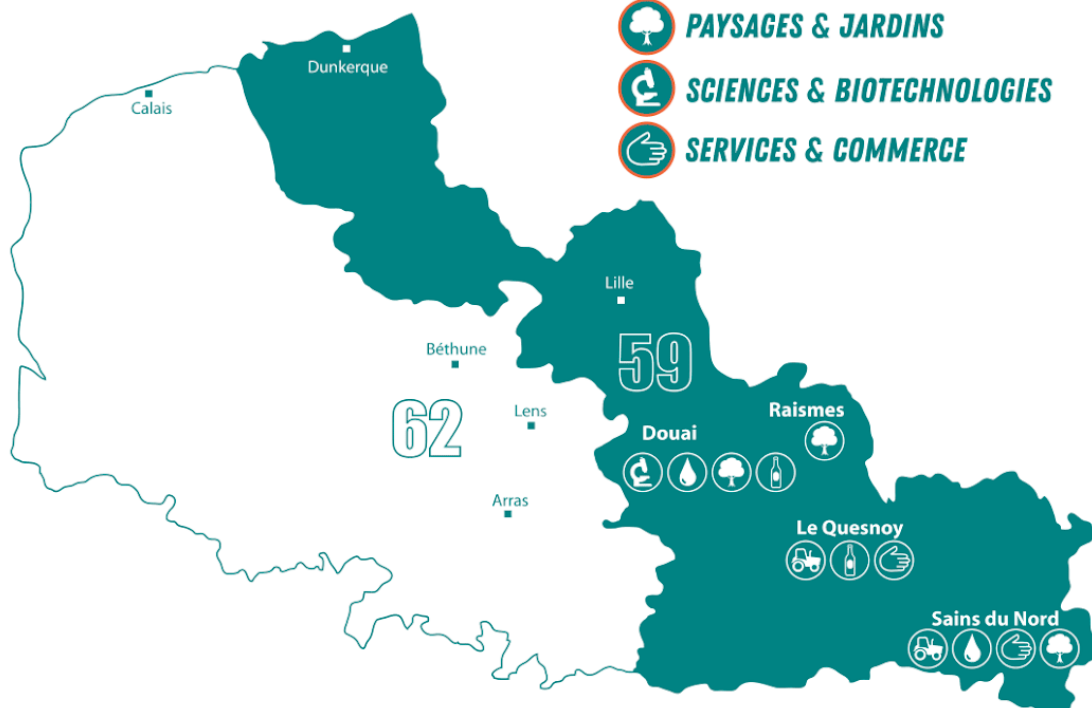 PAYSAGES & JARDINS
SCIENCES & BIOTECHNOLOGIES
SERVICES & COMMERCE
Dunkerque
Calais
Lille
59
Béthune
62
Lens
Raismes
Douai
Arras
Le Quesnoy
Sains du Nord